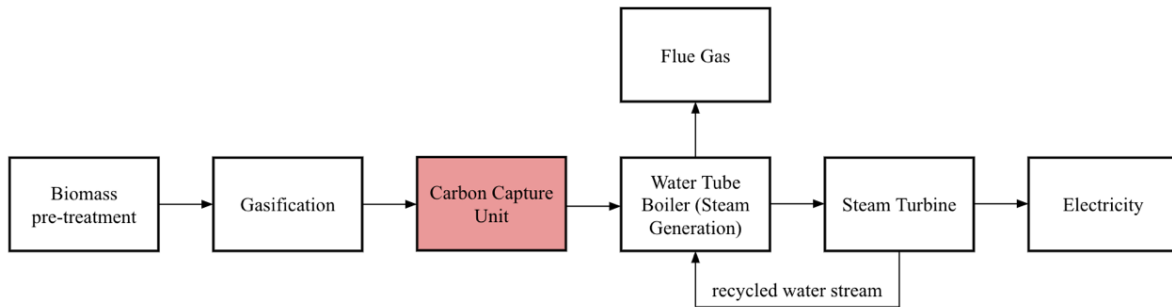 Flue Gas
Biomass
pre-treatment
Gasification
Carbon Capture
Unit
Water Tube
Boiler (Steam
Generation)
Steam Turbine
Electricity
recycled water stream